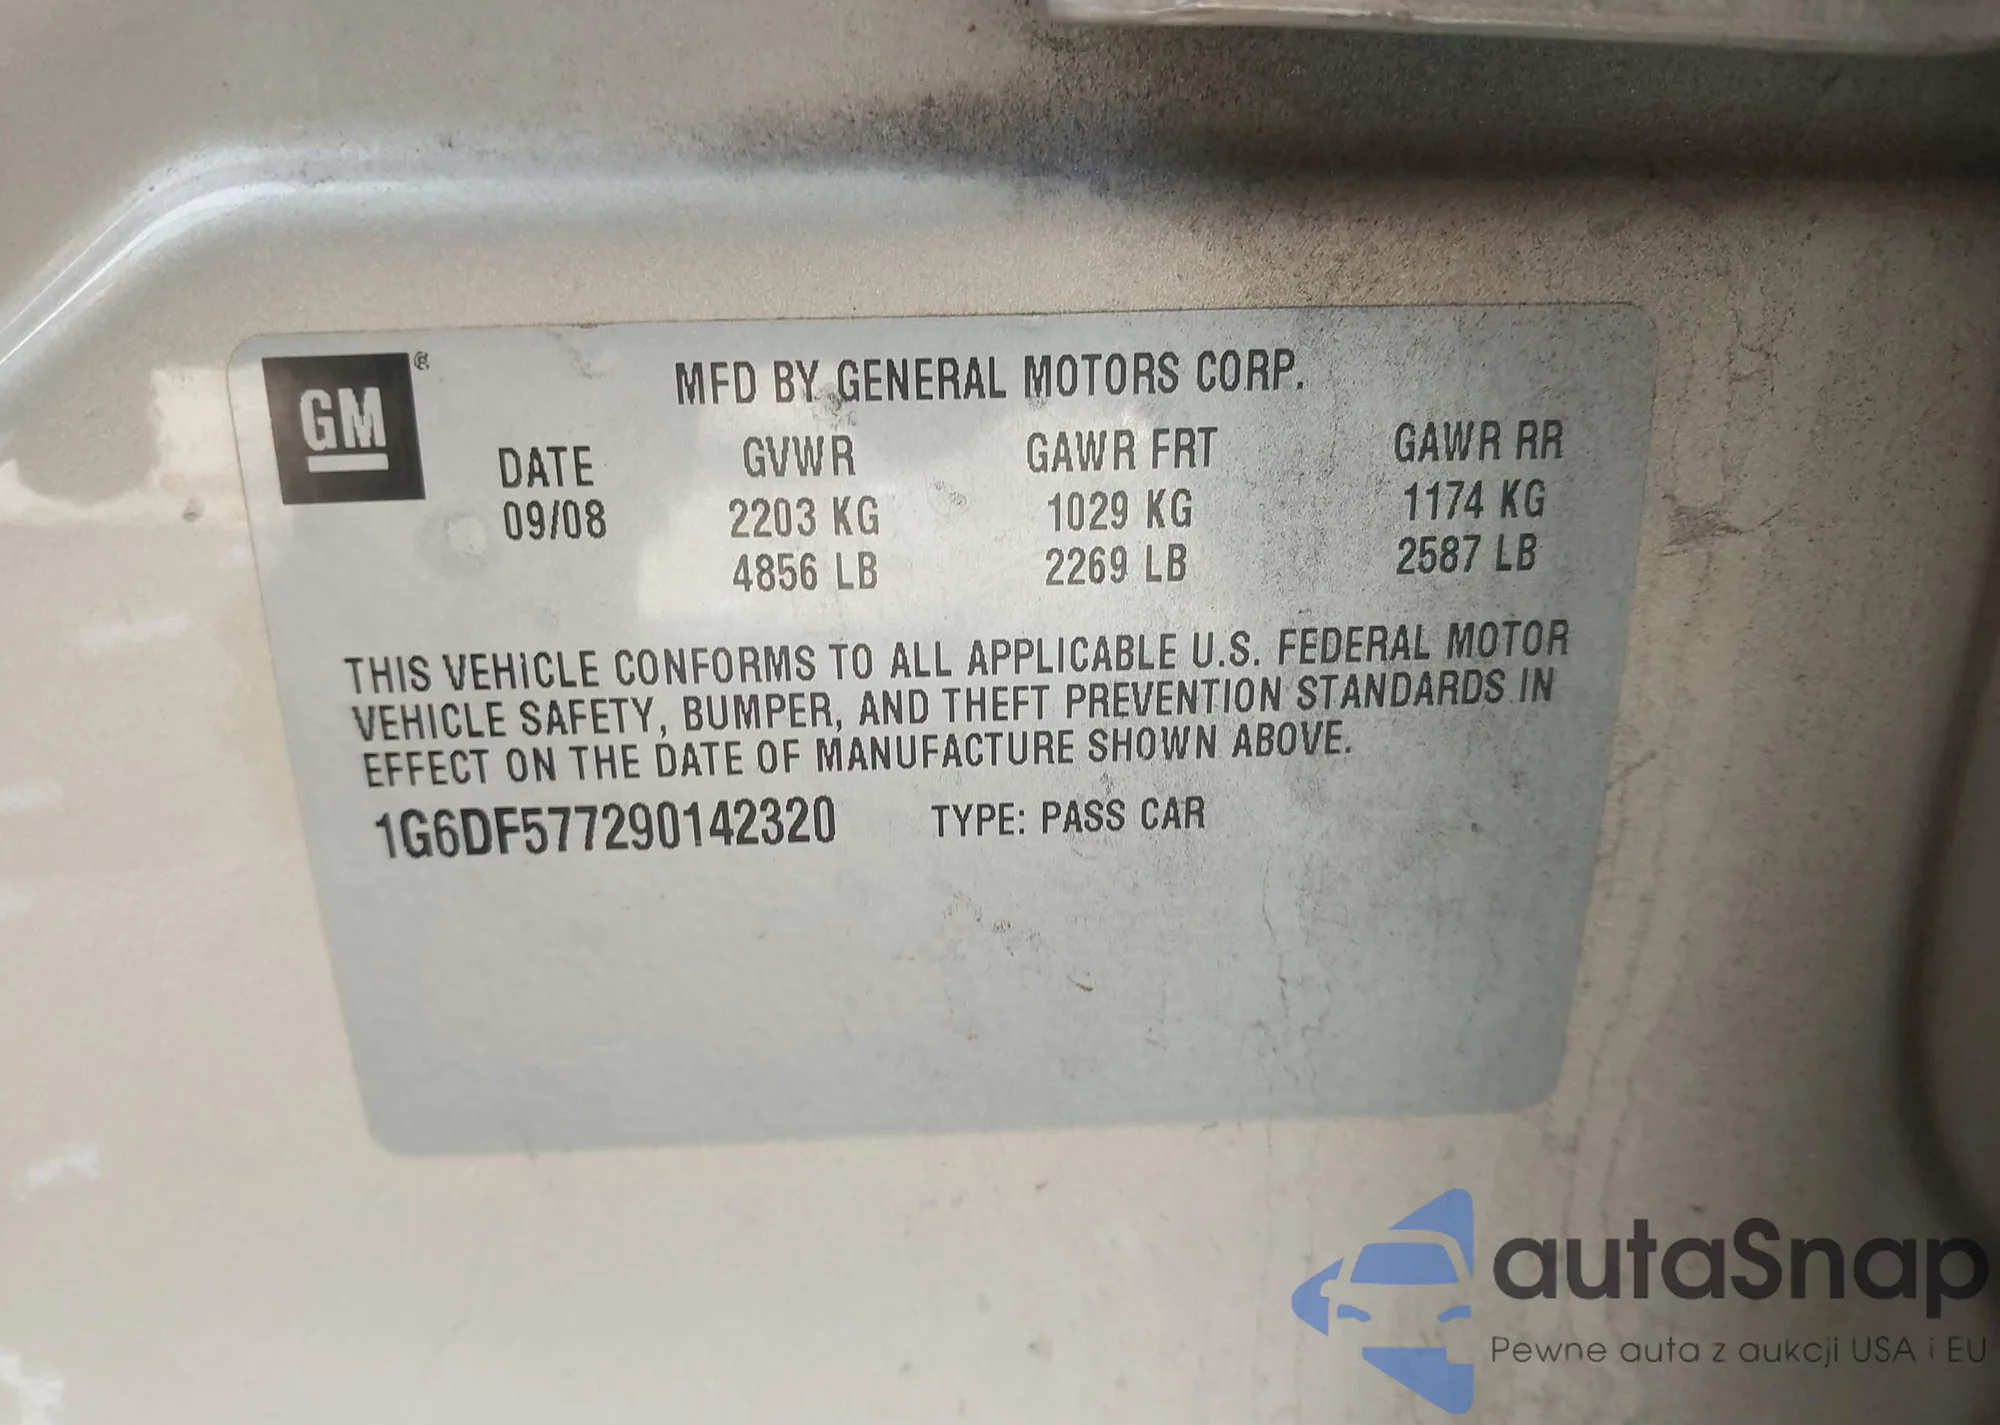 GM ®
MFD BY GENERAL MOTORS CORP.
DATE GVWR GAWR FRT GAWR RR
09/08 2203 KG 1029 KG 1174 KG
4856 LB 2269 LB 2587 LB
THIS VEHICLE CONFORMS TO ALL APPLICABLE U.S. FEDERAL MOTOR
VEHICLE SAFETY, BUMPER, AND THEFT PREVENTION STANDARDS IN
EFFECT ON THE DATE OF MANUFACTURE SHOWN ABOVE.
1G6DF577290142320 TYPE: PASS CAR
autaSnap
Pewne auta z aukcji USA i EU